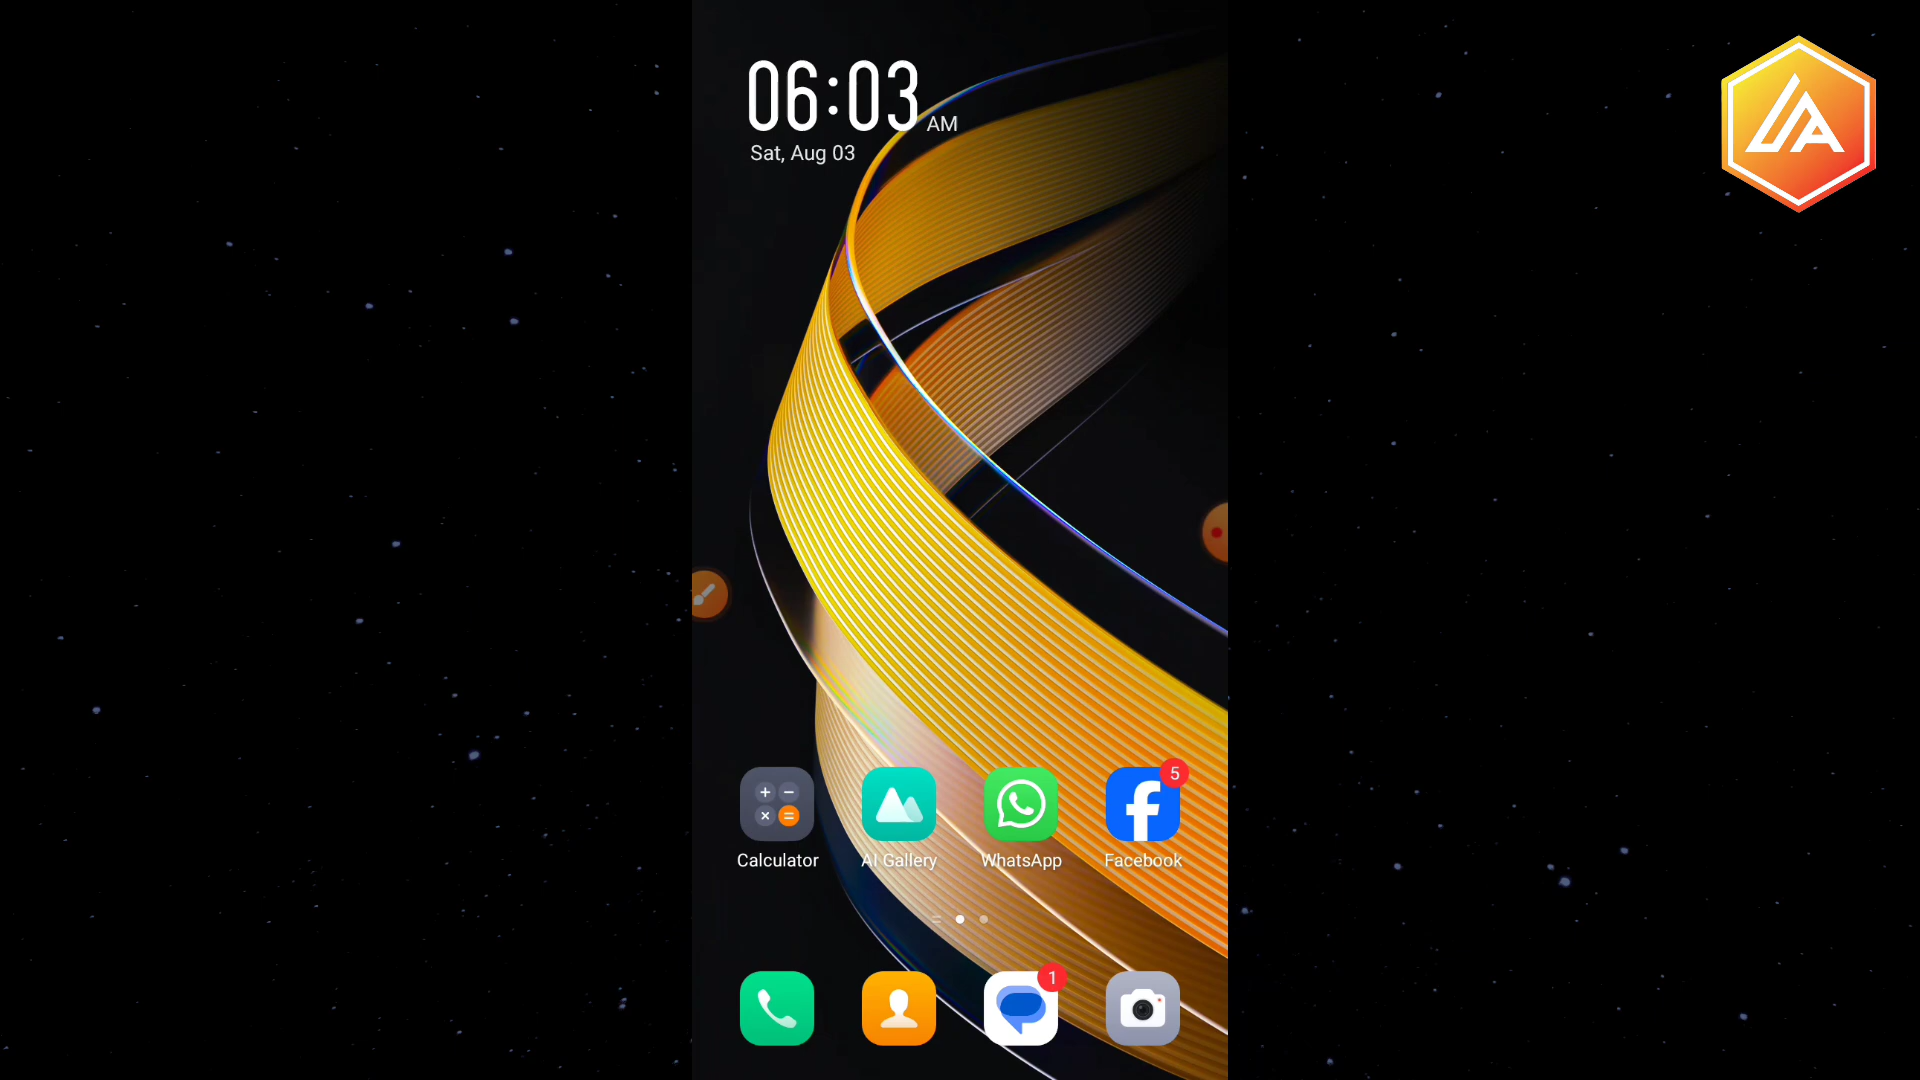 06:03 AM
Sat, Aug 03
5
Calculator
AI Gallery
WhatsApp
Facebook
1